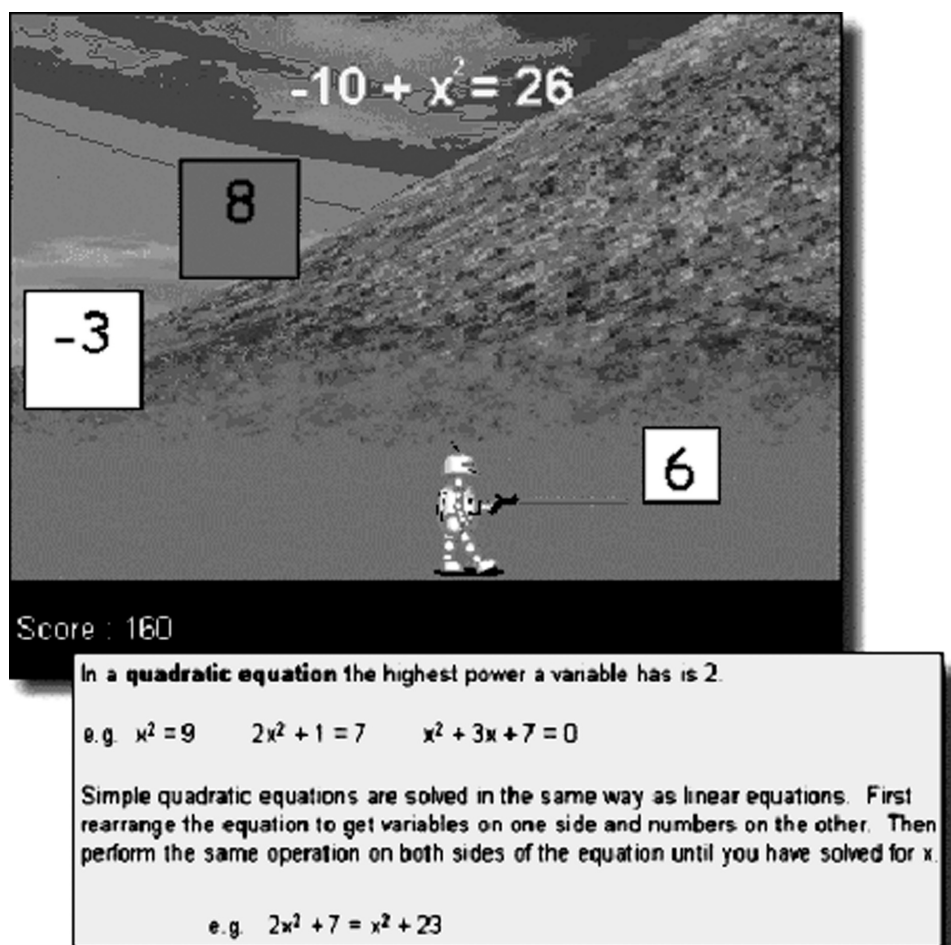 -10 + x² = 26
8
-3
6
Score : 160
In a quadratic equation the highest power a variable has is 2.
e.g. x² = 9 2x² + 1 = 7 x² + 3x + 7 = 0
Simple quadratic equations are solved in the same way as linear equations. First
rearrange the equation to get variables on one side and numbers on the other. Then
perform the same operation on both sides of the equation until you have solved for x.
e.g. 2x² + 7 = x² + 23